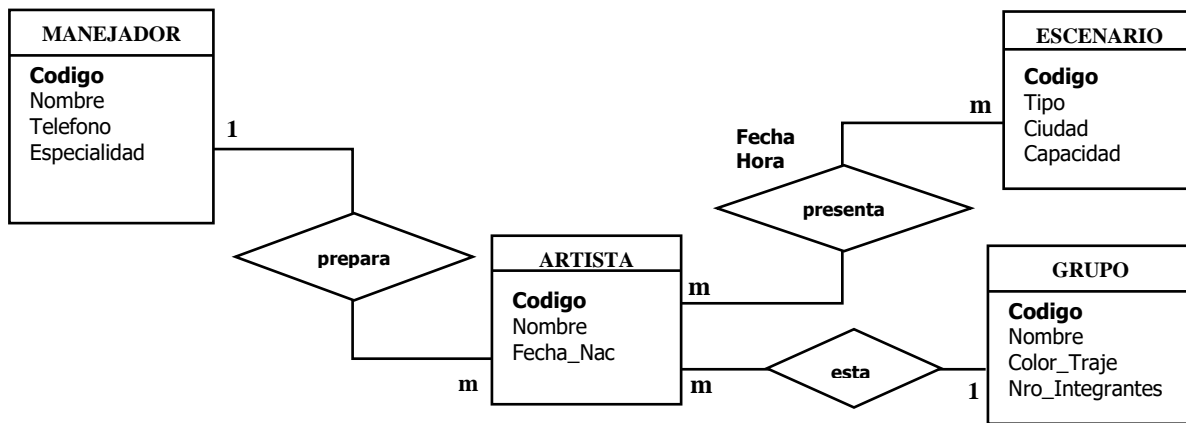 MANEJADOR
Codigo
Nombre
Telefono
Especialidad
1
prepara
m
ARTISTA
Codigo
Nombre
Fecha_Nac
m
m
Fecha
Hora
presenta
m
ESCENARIO
Codigo
Tipo
Ciudad
Capacidad
esta
1
GRUPO
Codigo
Nombre
Color_Traje
Nro_Integrantes